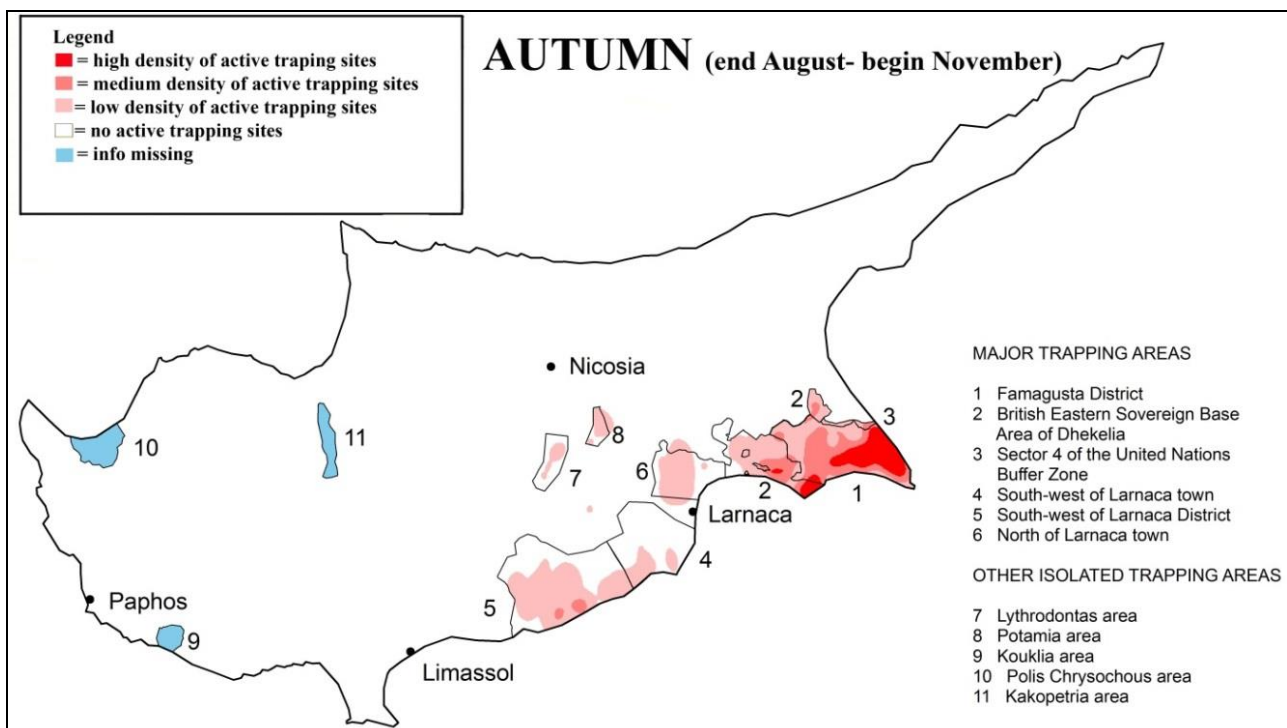 Legend
= high density of active traping sites
= medium density of active trapping sites
= low density of active trapping sites
= no active trapping sites
= info missing
AUTUMN (end August- begin November)
Nicosia
Larnaca
Limassol
Paphos
10
11
9
7
8
6
5
4
2
2
3
1
MAJOR TRAPPING AREAS
1 Famagusta District
2 British Eastern Sovereign Base
Area of Dhekelia
3 Sector 4 of the United Nations
Buffer Zone
4 South-west of Larnaca town
5 South-west of Larnaca District
6 North of Larnaca town
OTHER ISOLATED TRAPPING AREAS
7 Lythrodontas area
8 Potamia area
9 Kouklia area
10 Polis Chrysochous area
11 Kakopetria area